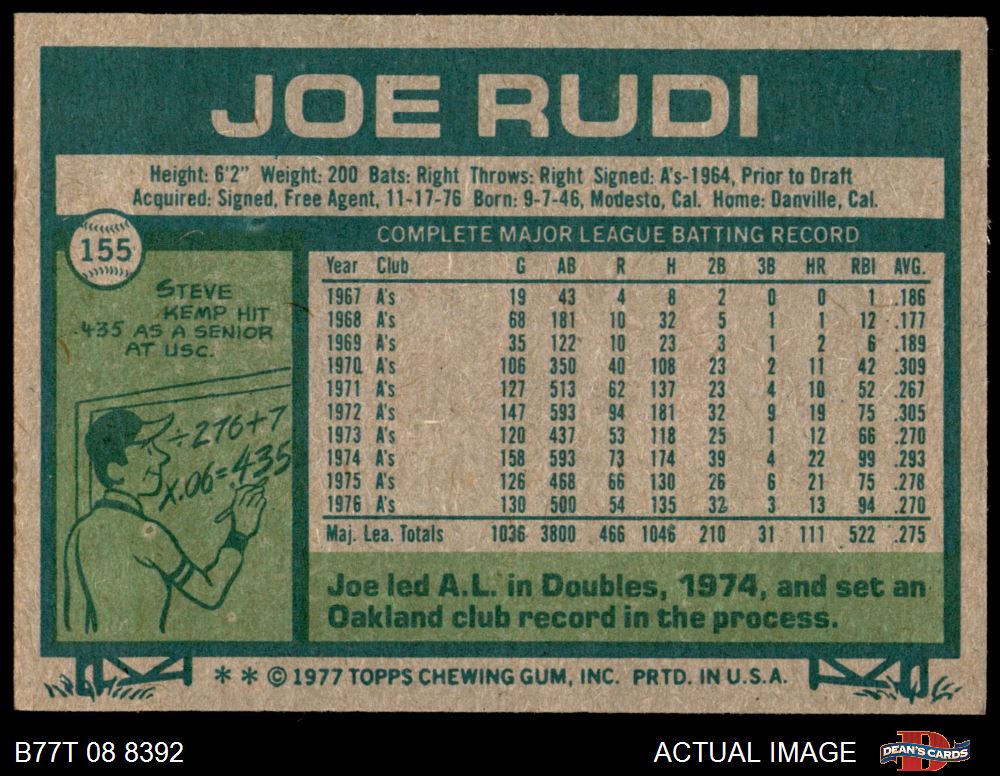 JOE RUDI
Height: 6'2" Weight: 200 Bats: Right Throws: Right Signed: A's-1964, Prior to Draft
Acquired: Signed, Free Agent, 11-17-76 Born: 9-7-46, Modesto, Cal. Home: Danville, Cal.
155
STEVE
KEMP HIT
.435 AS A SENIOR
AT USC.
÷276+7
x.06=.435
COMPLETE MAJOR LEAGUE BATTING RECORD
Year Club G AB R H 2B 3B HR RBI AVG.
1967 A's 19 43 4 8 2 0 0 1 .186
1968 A's 68 181 10 32 5 1 1 12 .177
1969 A's 35 122 10 23 3 1 2 6 .189
1970 A's 106 350 40 108 23 2 11 42 .309
1971 A's 127 513 62 137 23 4 10 52 .267
1972 A's 147 593 94 181 32 9 19 75 .305
1973 A's 120 437 53 118 25 1 12 66 .270
1974 A's 158 593 73 174 39 4 22 99 .293
1975 A's 126 468 66 130 26 6 21 75 .278
1976 A's 130 500 54 135 32 3 13 94 .270
Maj. Lea. Totals 1036 3800 466 1046 210 31 111 522 .275
Joe led A.L. in Doubles, 1974, and set an
Oakland club record in the process.
* * © 1977 TOPPS CHEWING GUM, INC. PRTD. IN U.S.A.
B77T 08 8392
ACTUAL IMAGE
DEAN'S CARDS